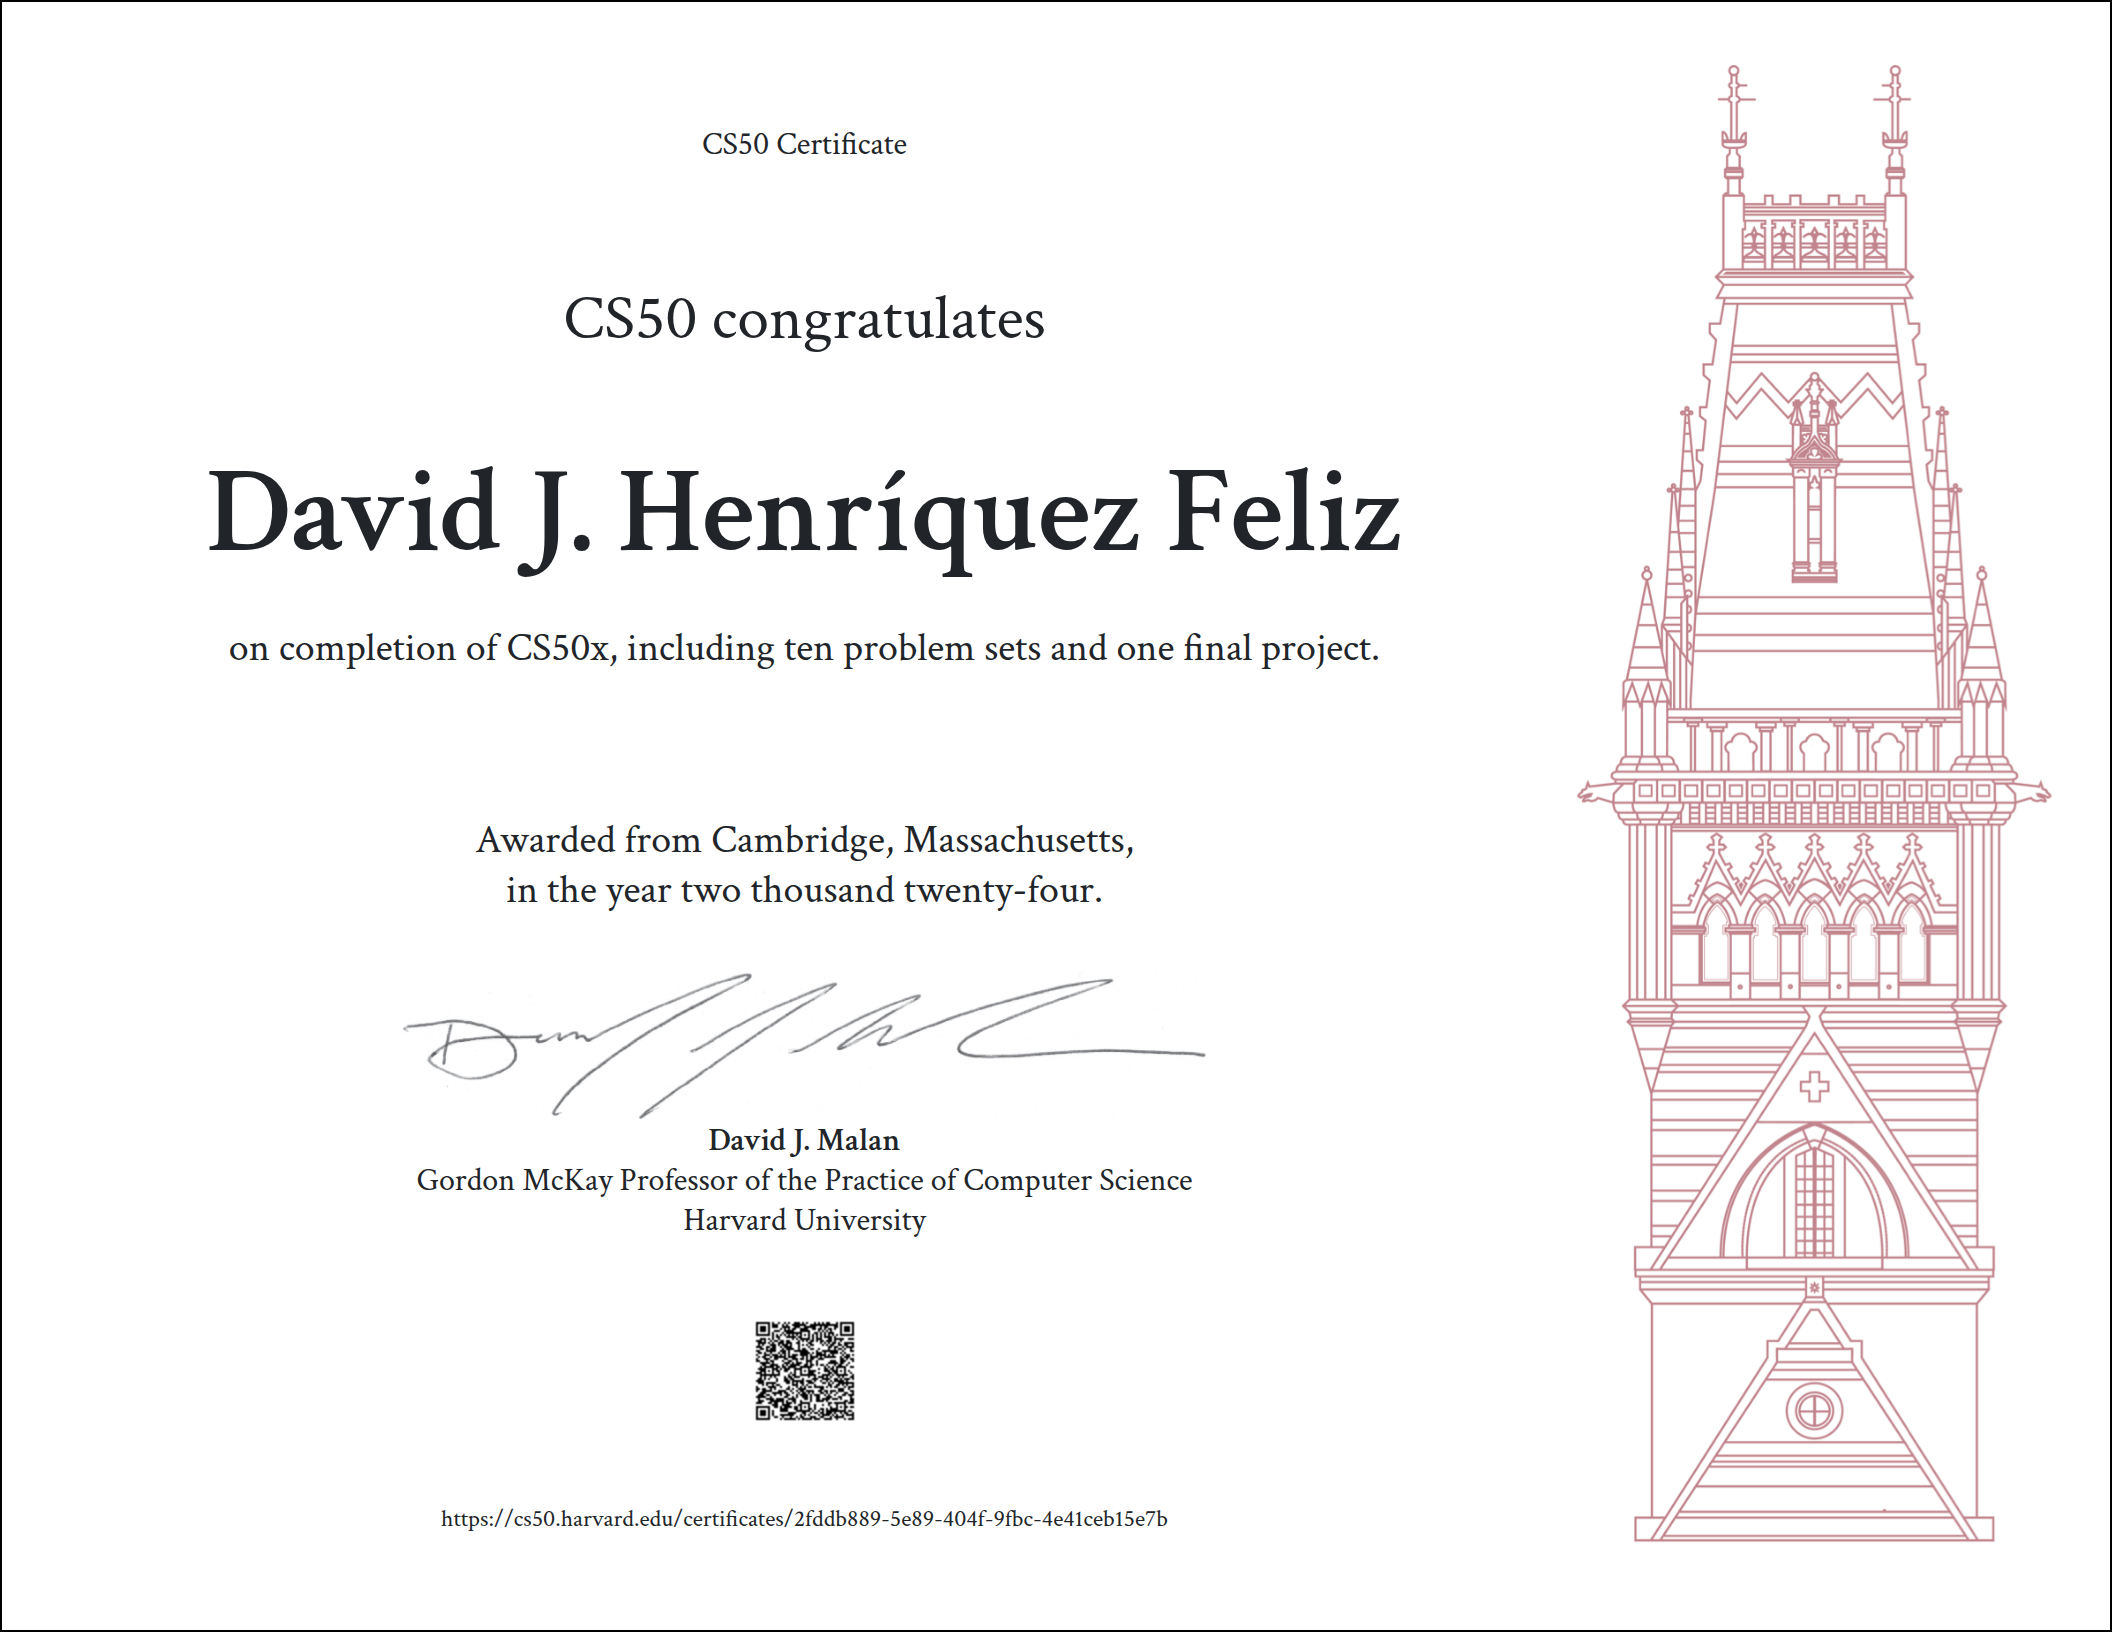 CS50 Certificate
CS50 congratulates
David J. Henríquez Feliz
on completion of CS50x, including ten problem sets and one final project.
Awarded from Cambridge, Massachusetts,
in the year two thousand twenty-four.
David J. Malan
Gordon McKay Professor of the Practice of Computer Science
Harvard University
https://cs50.harvard.edu/certificates/2fddb889-5e89-404f-9fbc-4e41ceb15e7b